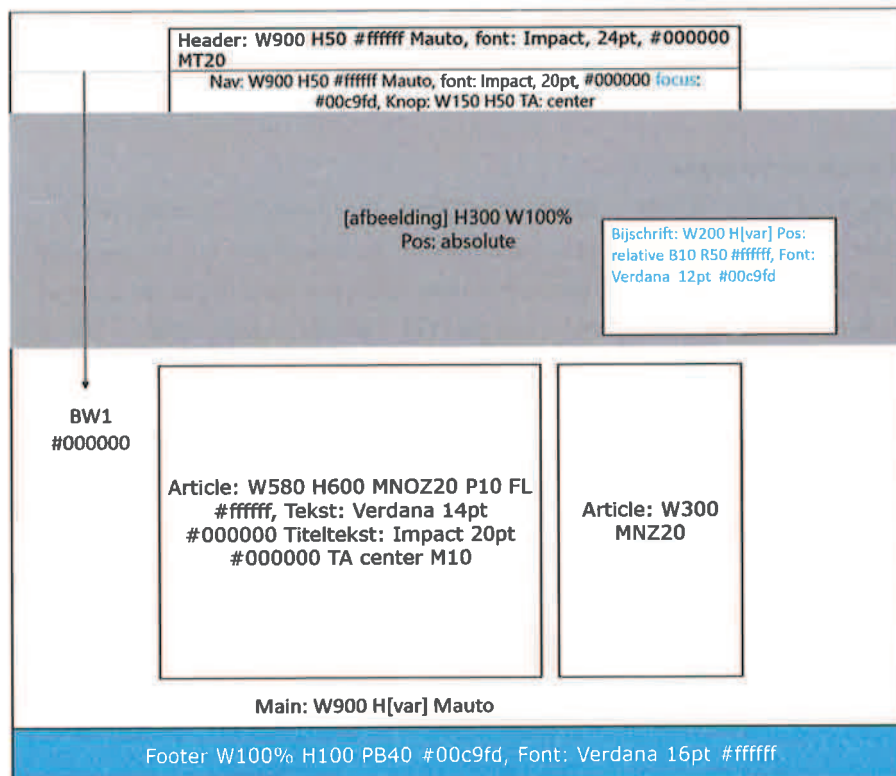 Header: W900 H50 #ffffff Mauto, font: Impact, 24pt, #000000
MT20
Nav: W900 H50 #ffffff Mauto, font: Impact, 20pt, #000000 focus:
#00c9fd, Knop: W150 H50 TA: center
[afbeelding] H300 W100%
Pos: absolute
Bijschrift: W200 H[var] Pos:
relative B10 R50 #ffffff, Font:
Verdana 12pt #00c9fd
BW1
#000000
Article: W580 H600 MNOZ20 P10 FL
#ffffff, Tekst: Verdana 14pt
#000000 Titeltekst: Impact 20pt
#000000 TA center M10
Article: W300
MNZ20
Main: W900 H[var] Mauto
Footer W100% H100 PB40 #00c9fd, Font: Verdana 16pt #ffffff